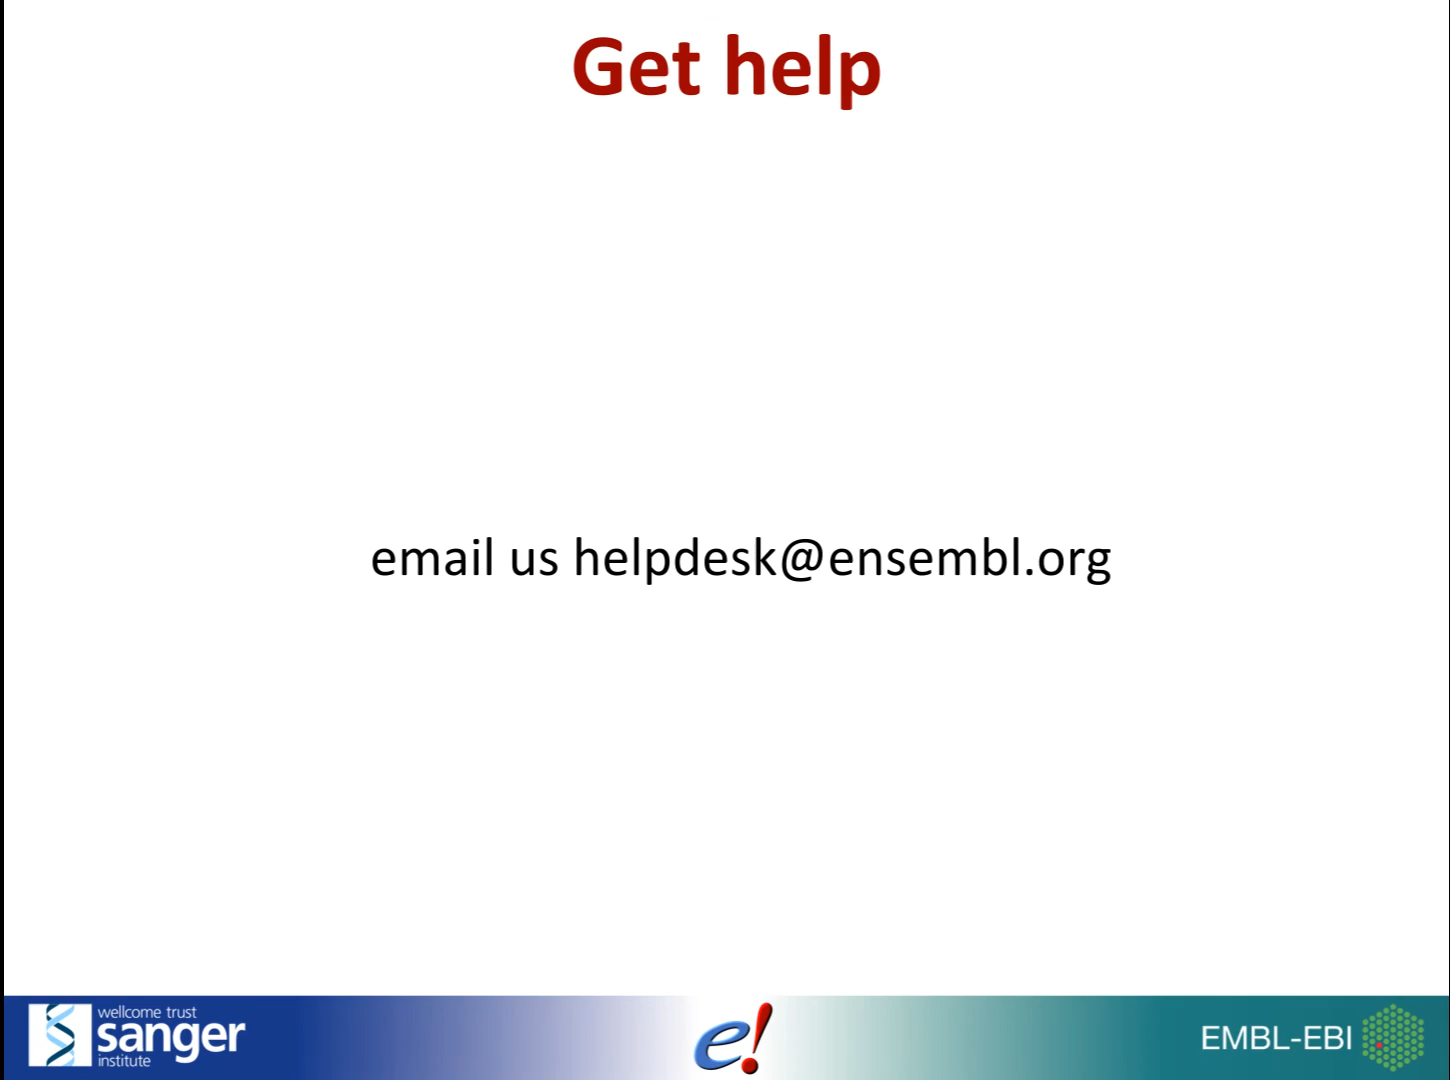 Get help
email us helpdesk@ensembl.org
wellcome trust
sanger
institute
e!
EMBL-EBI